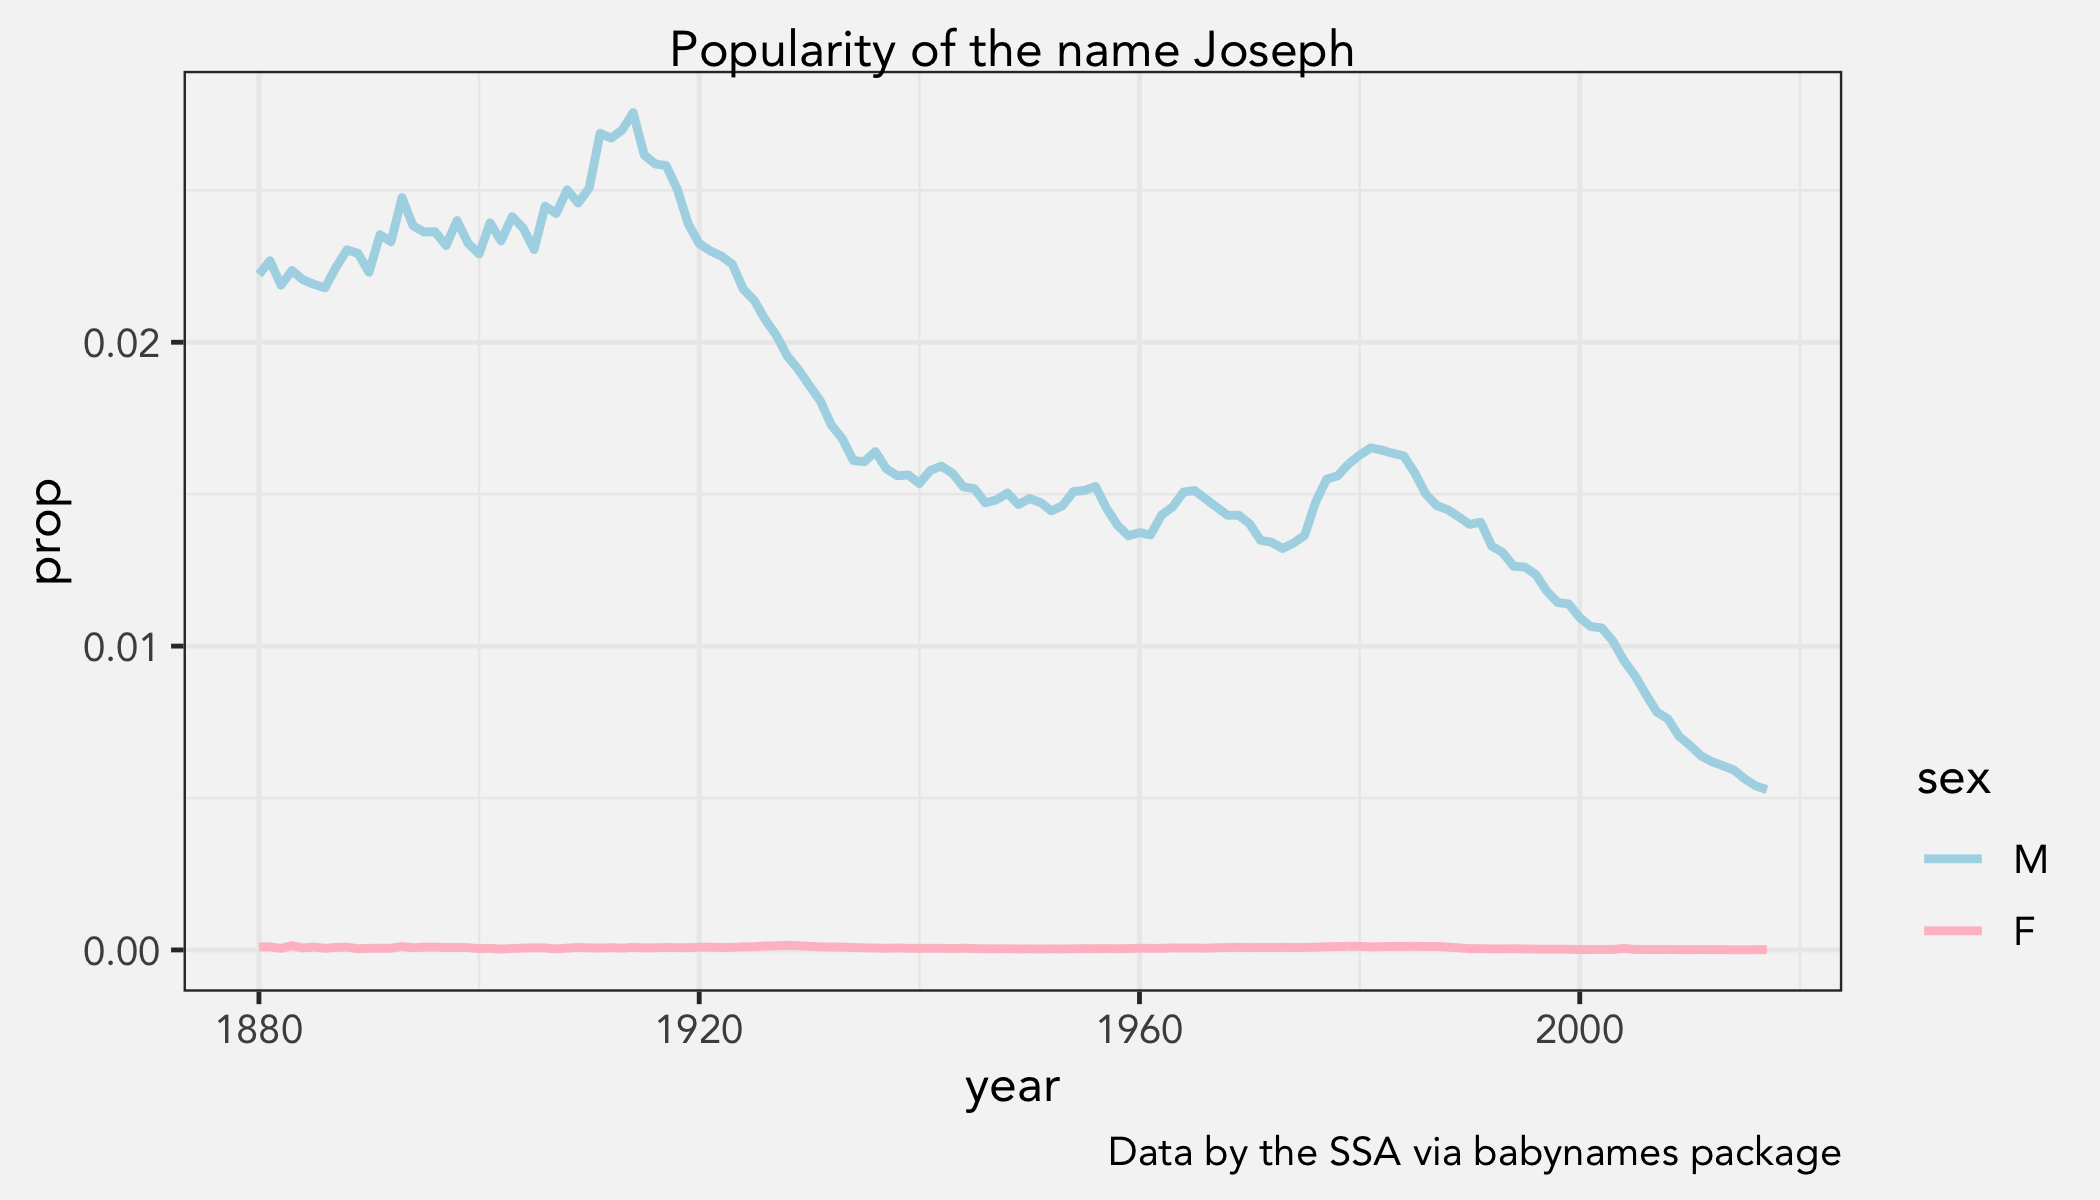 Popularity of the name Joseph
prop
0.02
0.01
0.00
1880 1920 1960 2000
year
sex
M
F
Data by the SSA via babynames package